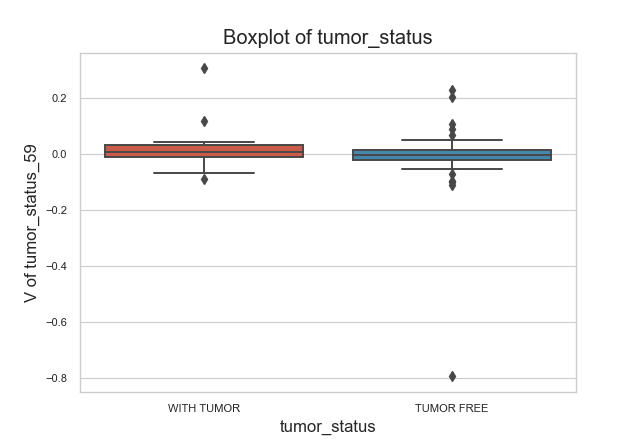 Boxplot of tumor_status
V of tumor_status_59
0.2
0.0
−0.2
−0.4
−0.6
−0.8
WITH TUMOR
TUMOR FREE
tumor_status